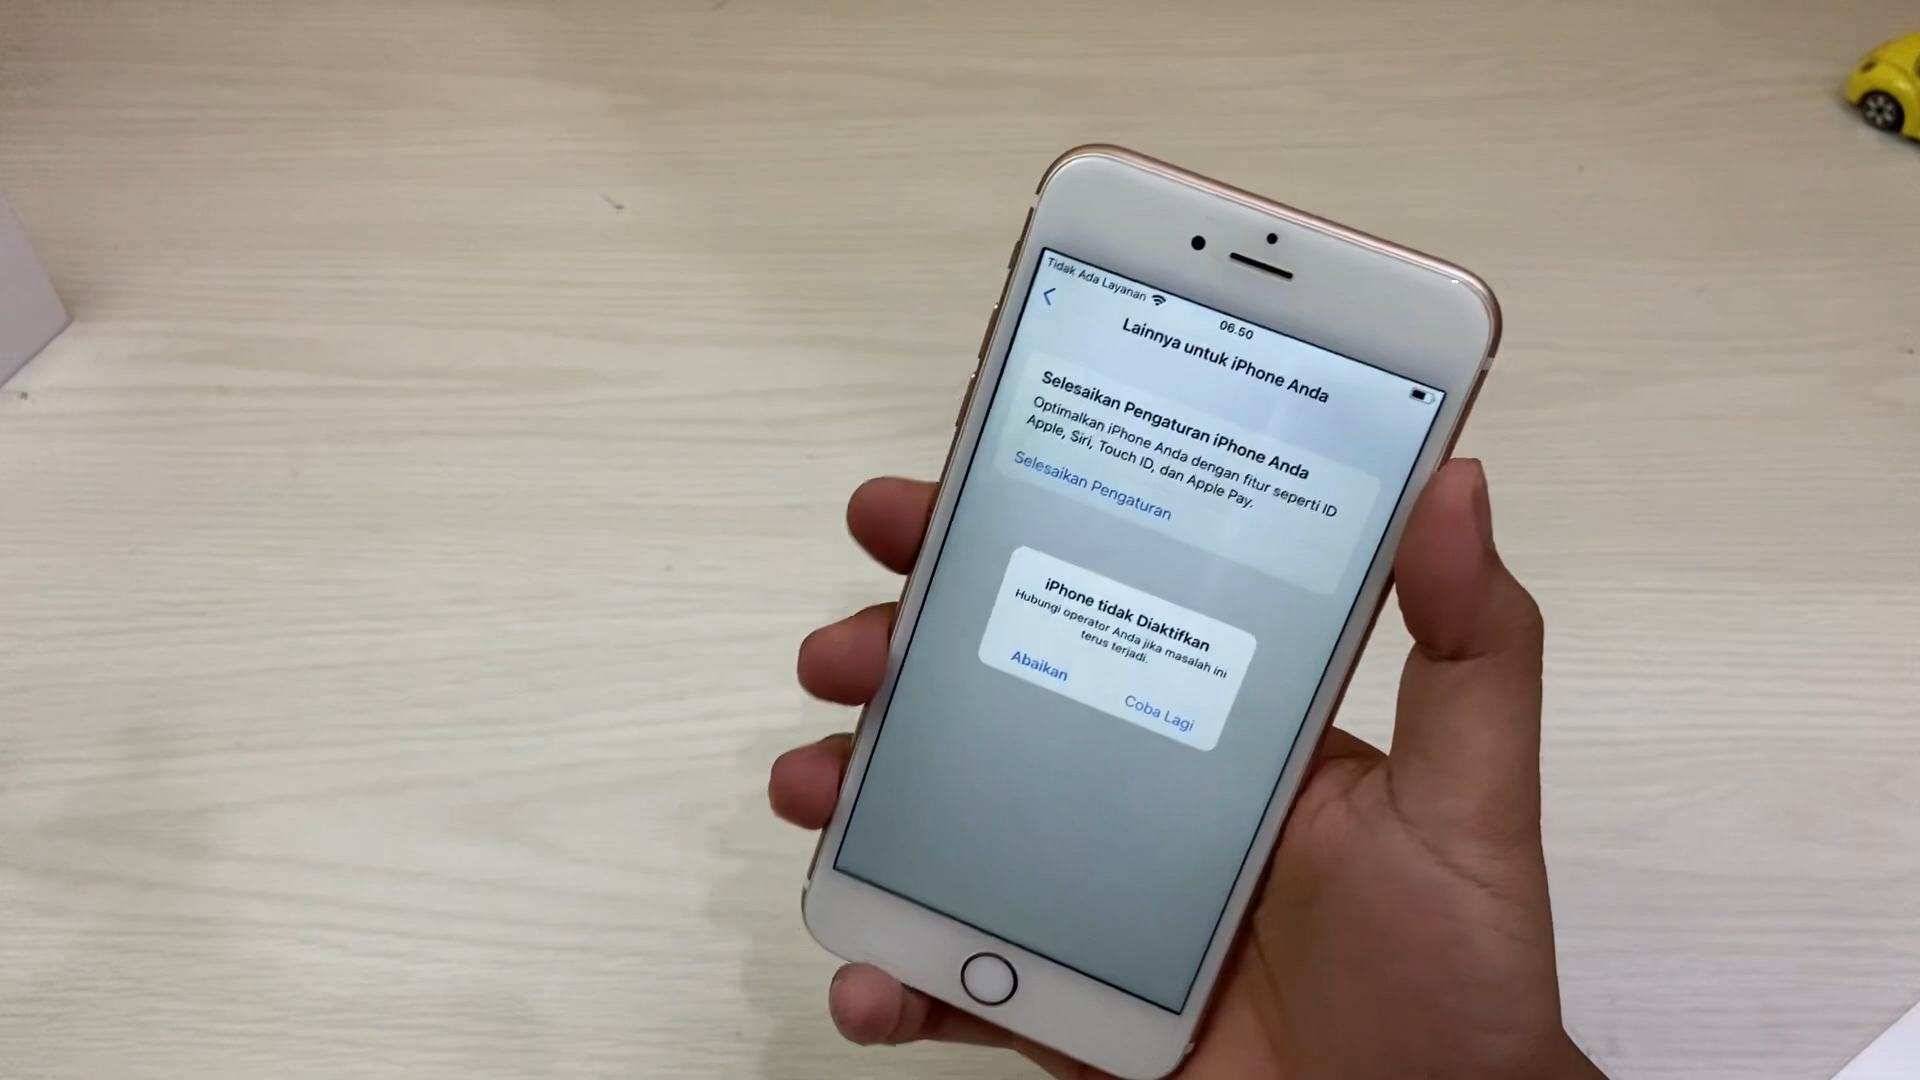 Tidak Ada Layanan
06.50
Lainnya untuk iPhone Anda
Selesaikan Pengaturan iPhone Anda
Optimalkan iPhone Anda dengan fitur seperti ID
Apple, Siri, Touch ID, dan Apple Pay.
Selesaikan Pengaturan
iPhone tidak Diaktifkan
Hubungi operator Anda jika masalah ini
terus terjadi.
Abaikan
Coba Lagi